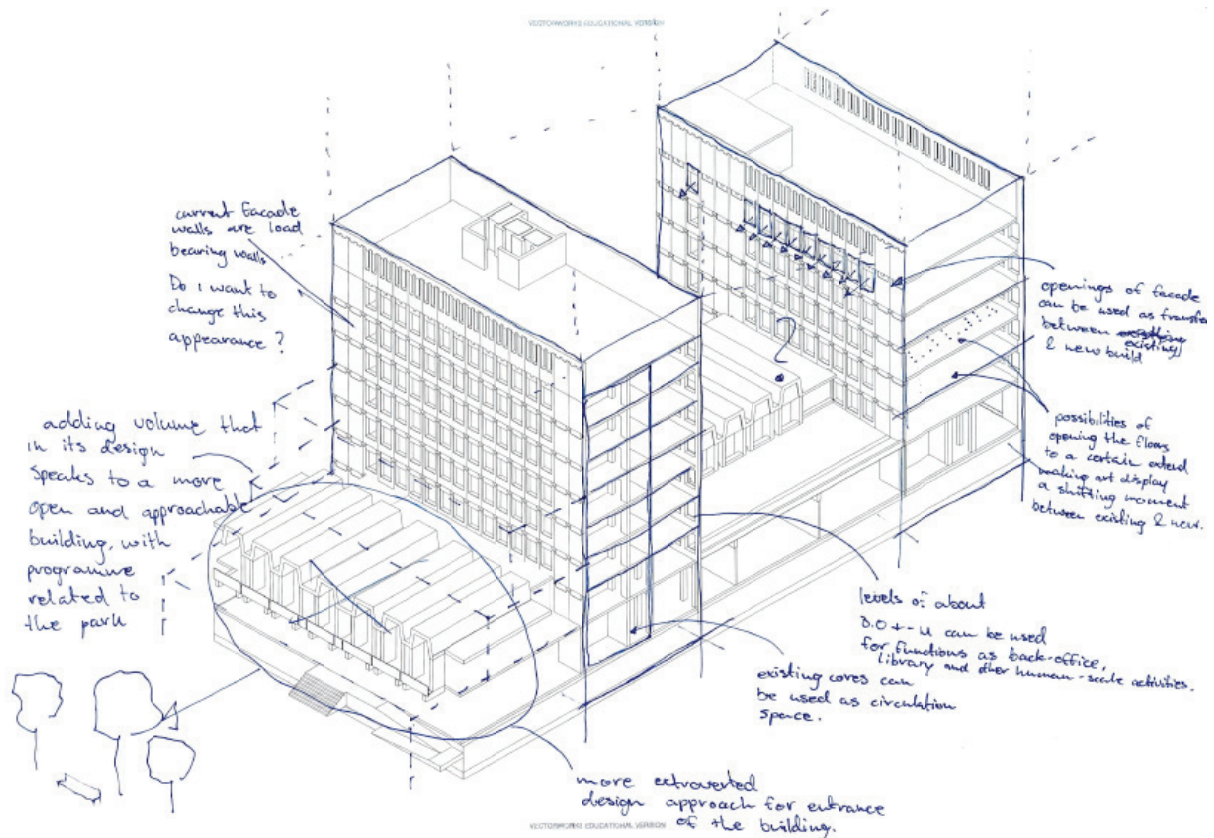 VECTORWORKS EDUCATIONAL VERSION
current facade
walls are load
bearing walls
Do I want to
change this
appearance?
adding volume that
in its design
speaks to a more
open and approachable
building, with
programme
related to
the park
?
openings of facade
can be used as transfer
between existing
& new build
possibilities of
opening the floors
to a certain extend
making art display
a shifting moment
between existing & new.
levels of about
+-
can be used
for functions as back-office,
library and other human-scale activities.
existing cores can
be used as circulation
space.
more extroverted
design approach for entrance
of the building.
VECTORWORKS EDUCATIONAL VERSION